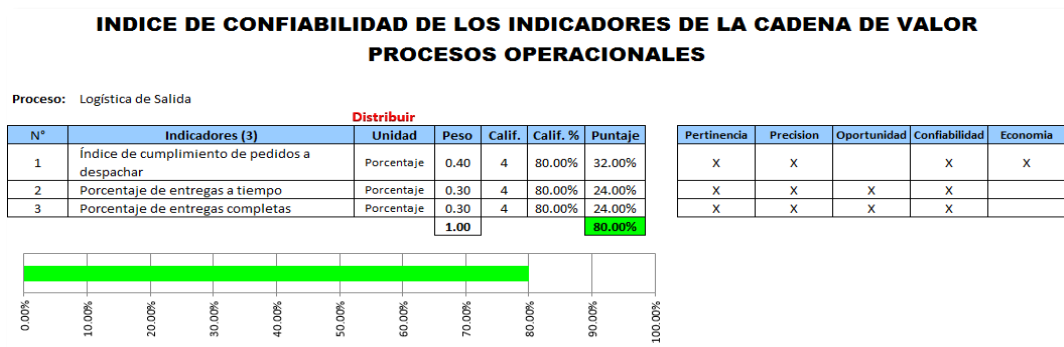 INDICE DE CONFIABILIDAD DE LOS INDICADORES DE LA CADENA DE VALOR
PROCESOS OPERACIONALES
Proceso: Logística de Salida
Distribuir
N° Indicadores (3) Unidad Peso Calif. Calif. % Puntaje Pertinencia Precision Oportunidad Confiabilidad Economia
1 Índice de cumplimiento de pedidos a
despachar Porcentaje 0.40 4 80.00% 32.00% X X X X
2 Porcentaje de entregas a tiempo Porcentaje 0.30 4 80.00% 24.00% X X X X
3 Porcentaje de entregas completas Porcentaje 0.30 4 80.00% 24.00% X X X X
1.00 80.00%
0.00% 10.00% 20.00% 30.00% 40.00% 50.00% 60.00% 70.00% 80.00% 90.00% 100.00%